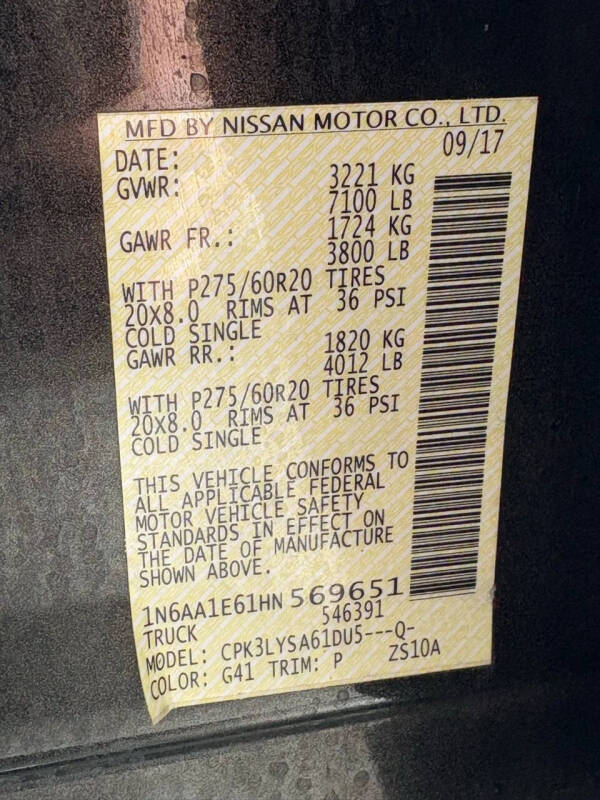 MFD BY NISSAN MOTOR CO., LTD.
DATE: 09/17
GVWR: 3221 KG
7100 LB
GAWR FR.: 1724 KG
3800 LB
WITH P275/60R20 TIRES
20x8.0 RIMS AT 36 PSI
COLD SINGLE
GAWR RR.: 1820 KG
4012 LB
WITH P275/60R20 TIRES
20x8.0 RIMS AT 36 PSI
COLD SINGLE
THIS VEHICLE CONFORMS TO
ALL APPLICABLE FEDERAL
MOTOR VEHICLE SAFETY
STANDARDS IN EFFECT ON
THE DATE OF MANUFACTURE
SHOWN ABOVE.
1N6AA1E61HN 569651
TRUCK 546391
MODEL: CPK3LYSA61DU5---Q-
COLOR: G41 TRIM: P ZS10A